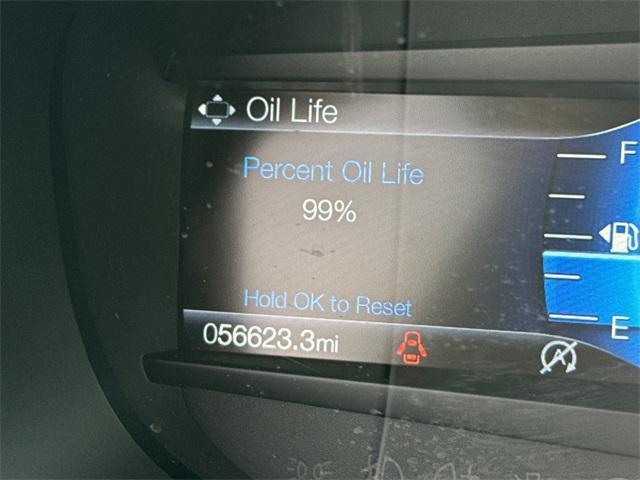 Oil Life
Percent Oil Life
99%
Hold OK to Reset
056623.3mi
F
E